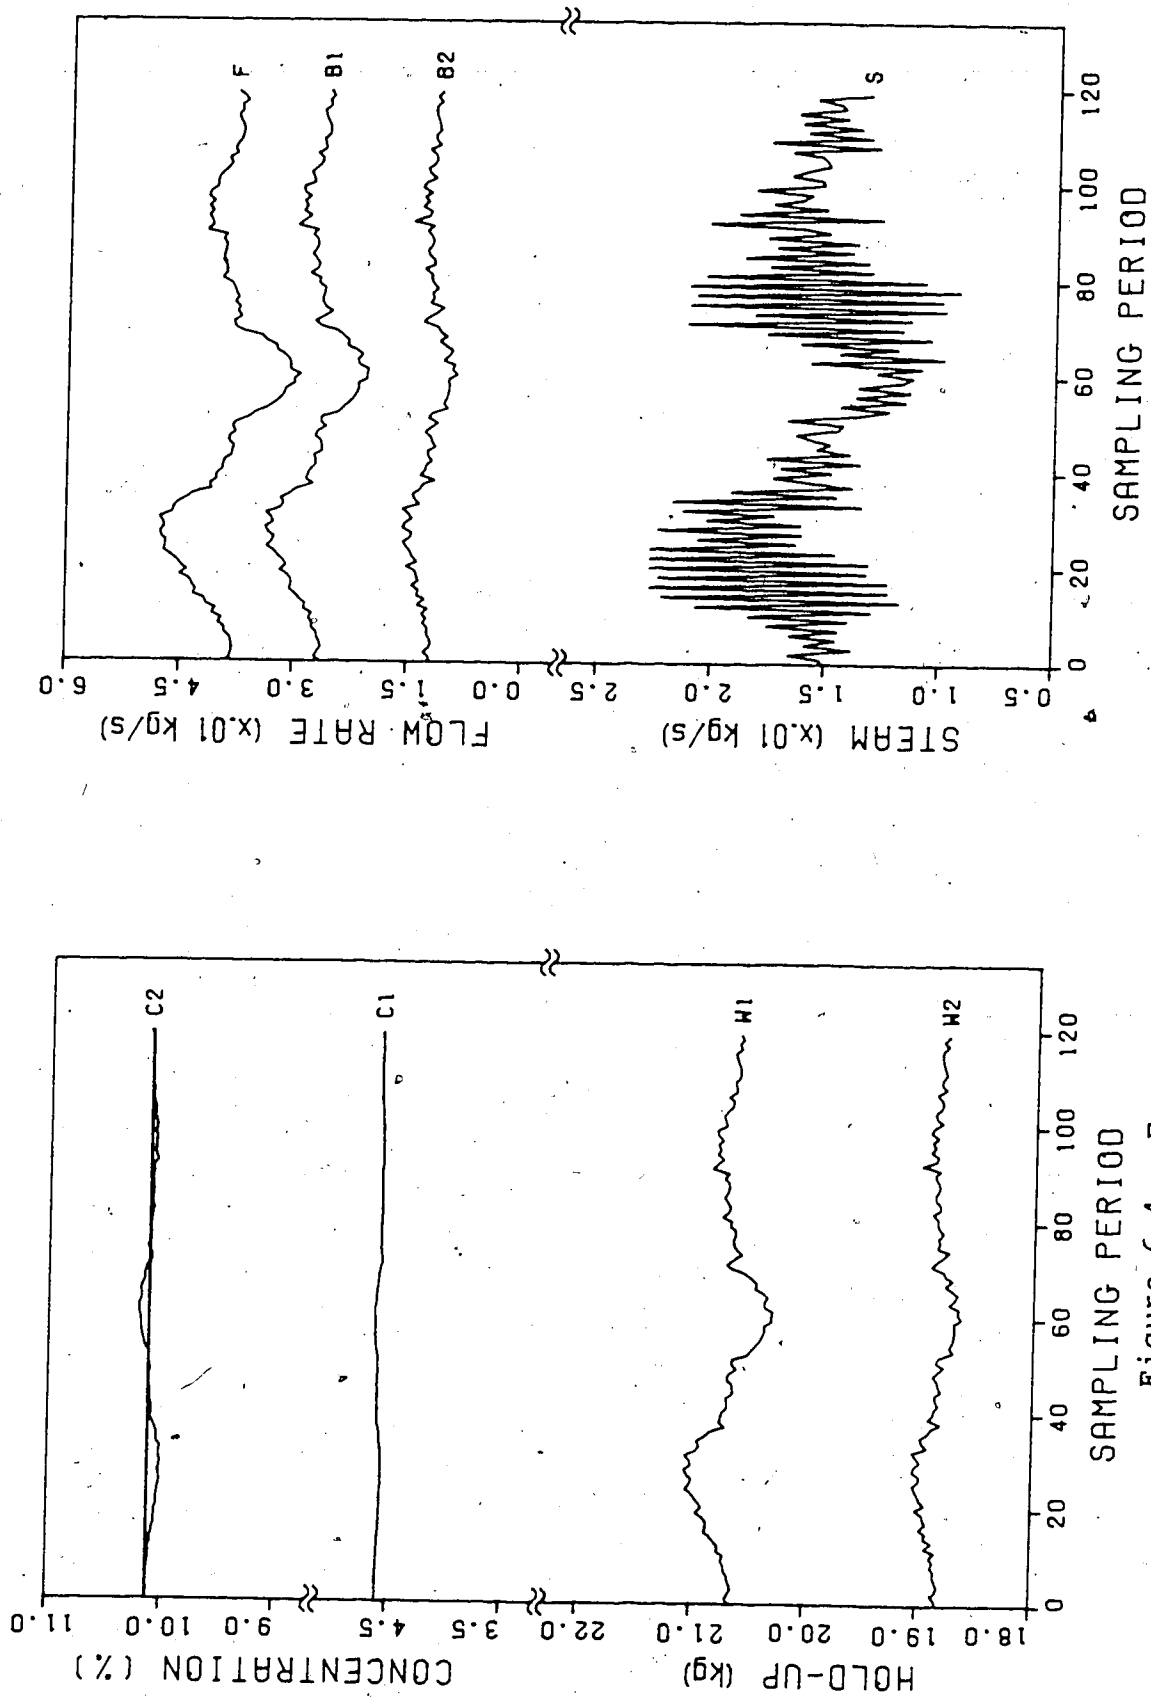 CONCENTRATION (%)
11.0
10.0
9.0
4.5
3.5
HOLD-UP (kg)
22.0
21.0
20.0
19.0
18.0
C2
C1
W1
W2
0 20 40 60 80 100 120
SAMPLING PERIOD
FLOW RATE (x.01 kg/s)
6.0
4.5
3.0
1.5
0.0
STEAM (x.01 kg/s)
2.5
2.0
1.5
1.0
0.5
F
B1
B2
S
0 20 40 60 80 100 120
SAMPLING PERIOD